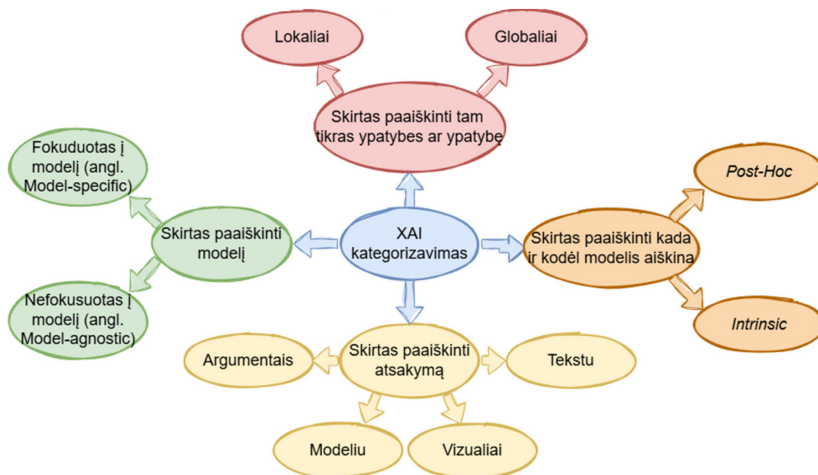 Lokaliai
Globaliai
Skirtas paaiškinti tam
tikras ypatybes ar ypatybę
Fokuduotas į
modelį (angl.
Model-specific)
Post-Hoc
Skirtas paaiškinti
modelį
XAI
kategorizavimas
Skirtas paaiškinti kada
ir kodėl modelis aiškina
Nefokusuotas į
modelį (angl.
Model-agnostic)
Intrinsic
Argumentais
Skirtas paaiškinti
atsakymą
Tekstu
Modeliu
Vizualiai